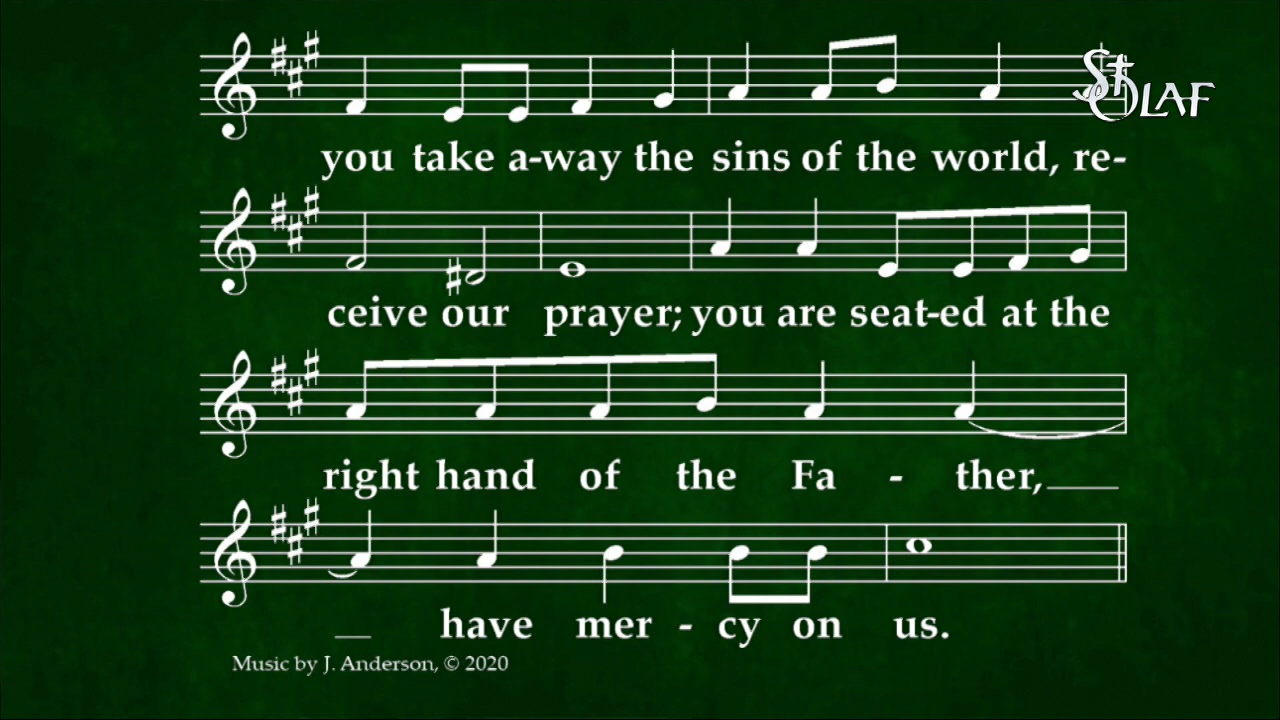 St OLAF
you take a-way the sins of the world, re-
ceive our prayer; you are seat-ed at the
right hand of the Fa - ther,
have mer - cy on us.
Music by J. Anderson, © 2020